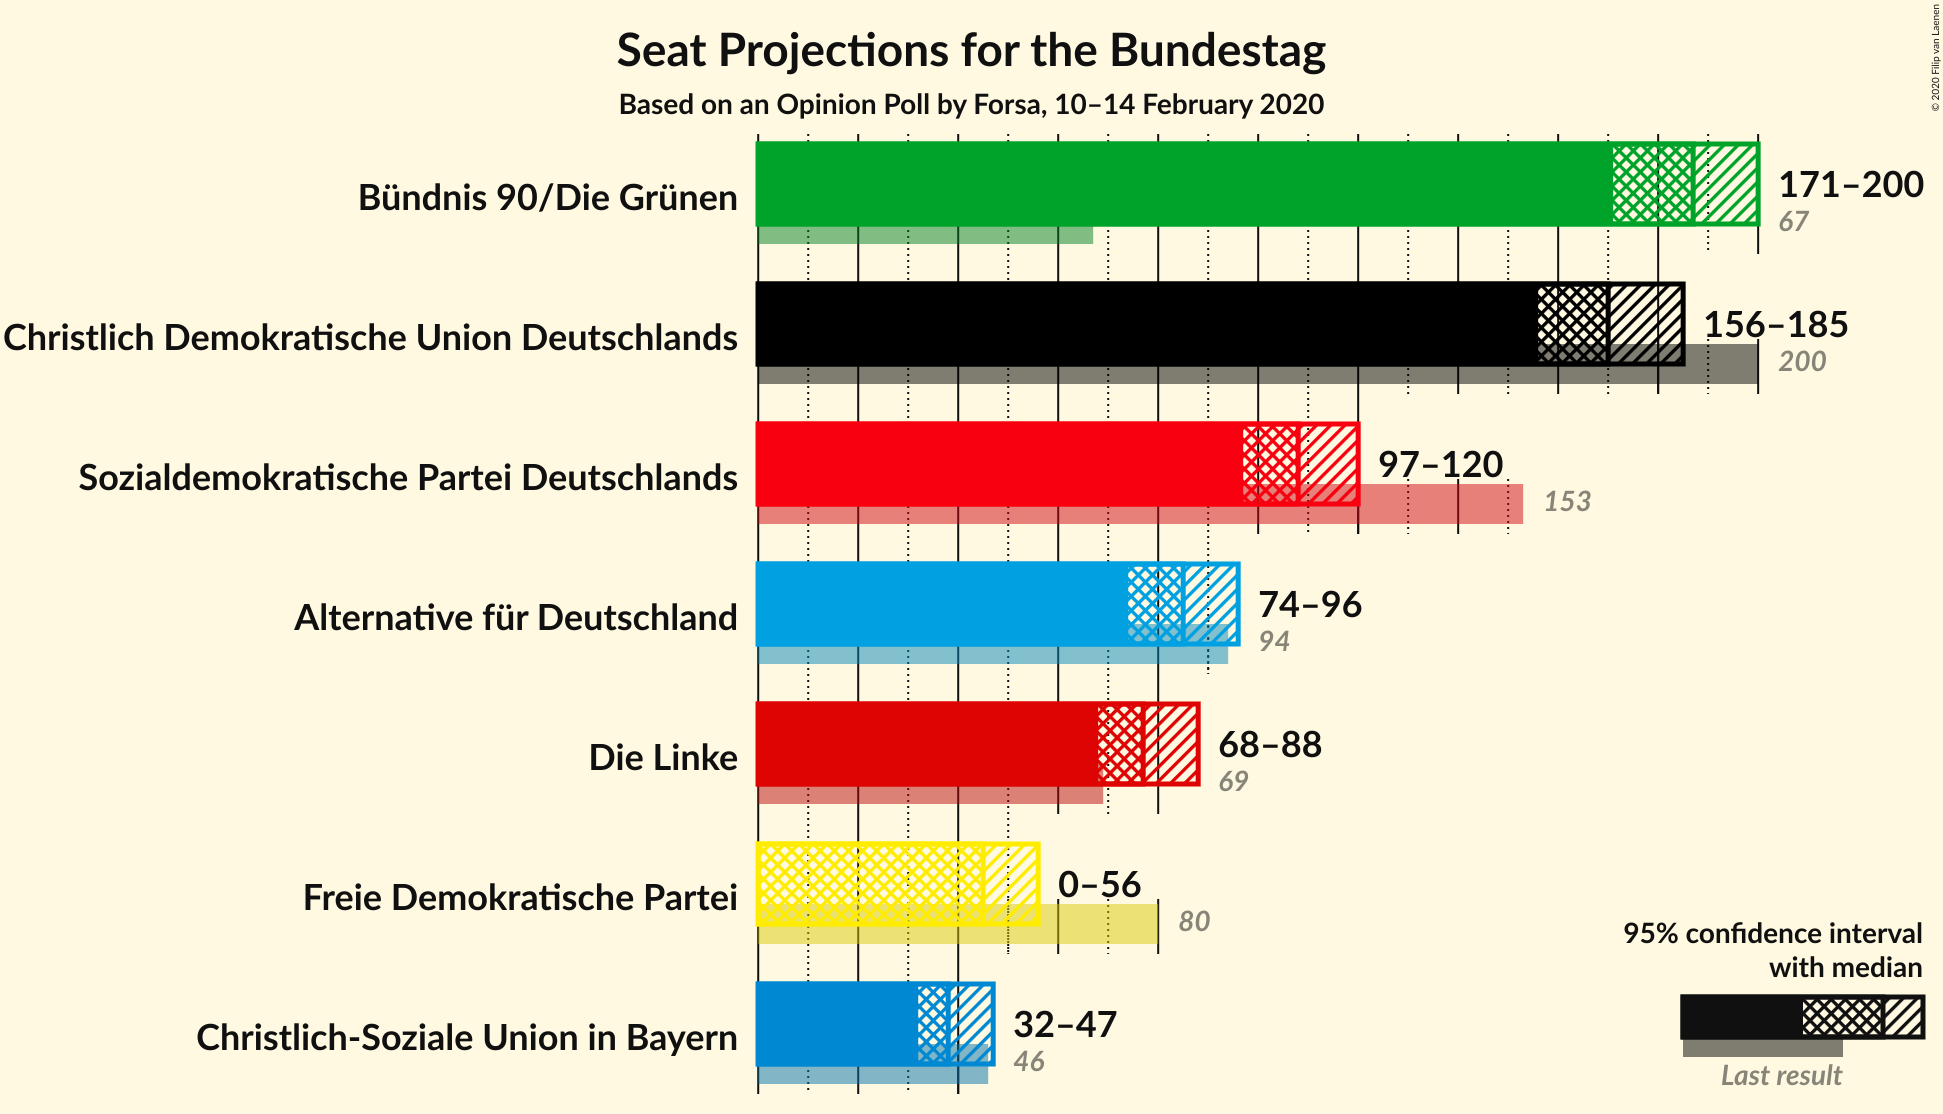 Seat Projections for the Bundestag
Based on an Opinion Poll by Forsa, 10–14 February 2020
© 2020 Filip van Laenen
Bündnis 90/Die Grünen
171–200
67
Christlich Demokratische Union Deutschlands
156–185
200
Sozialdemokratische Partei Deutschlands
97–120
153
Alternative für Deutschland
74–96
94
Die Linke
68–88
69
Freie Demokratische Partei
0–56
80
Christlich-Soziale Union in Bayern
32–47
46
95% confidence interval
with median
Last result